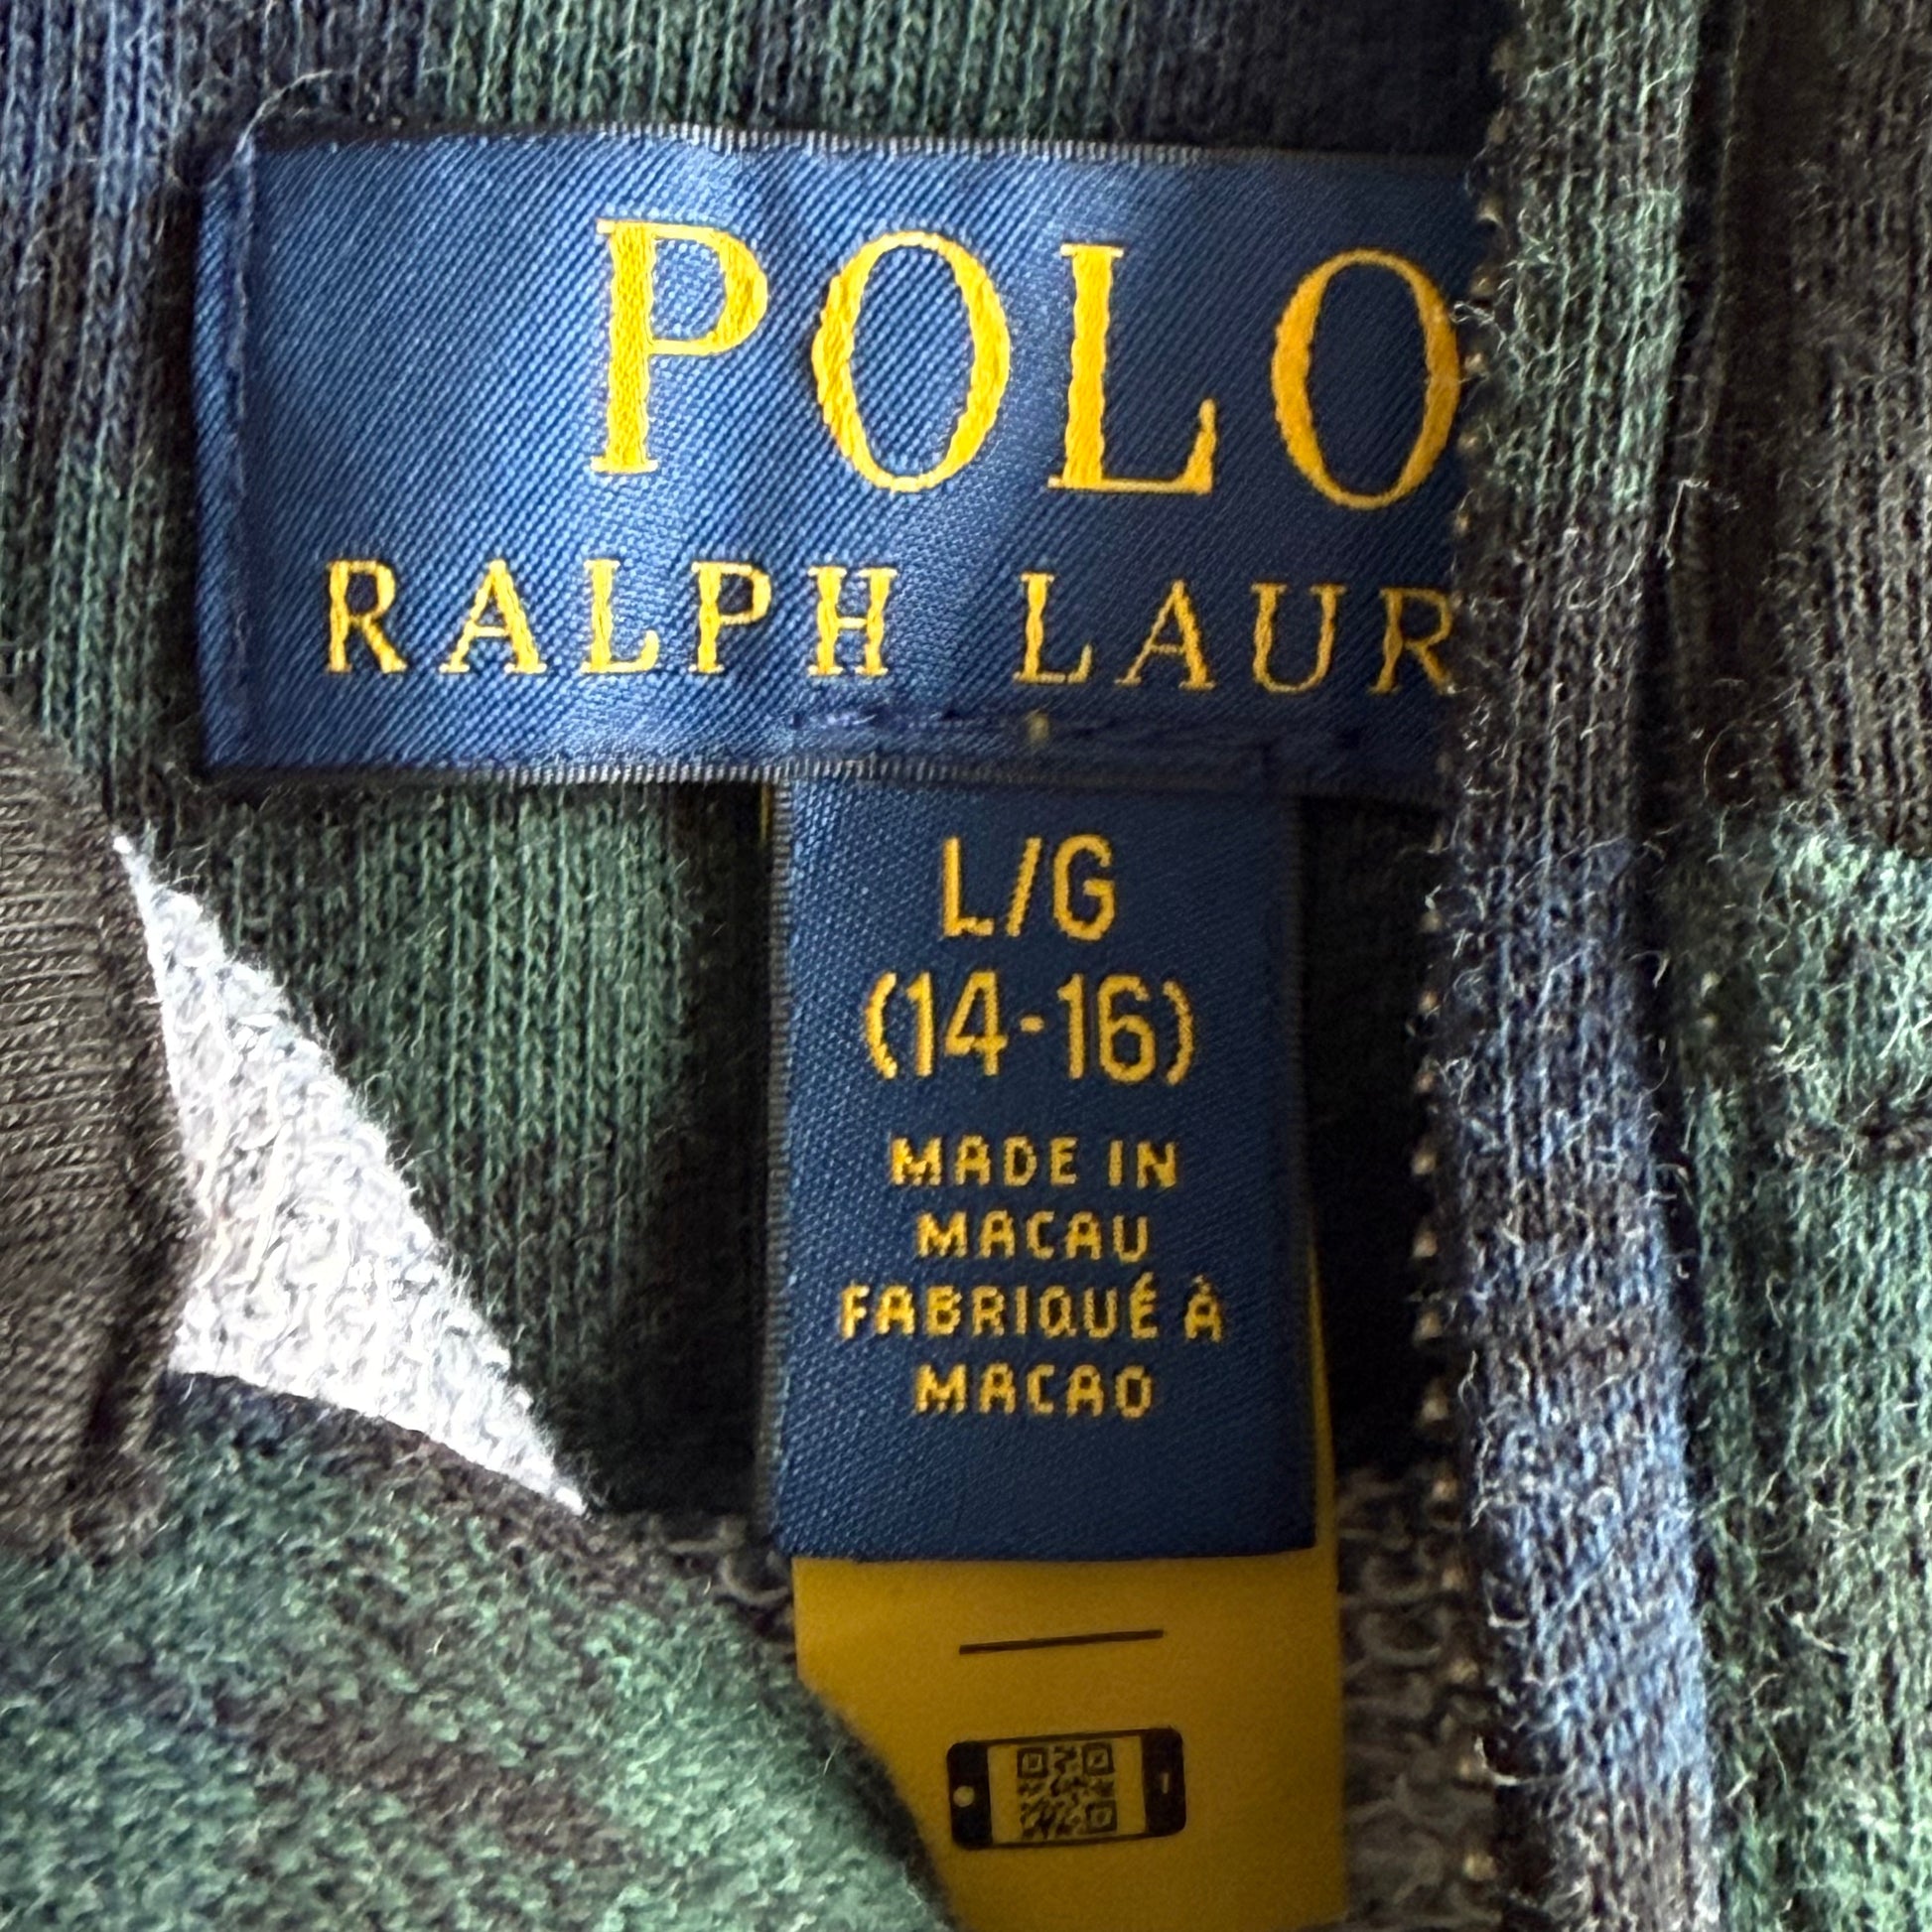 POLO
RALPH LAUR
L/G
(14-16)
MADE IN
MACAU
FABRIQUÉ À
MACAO